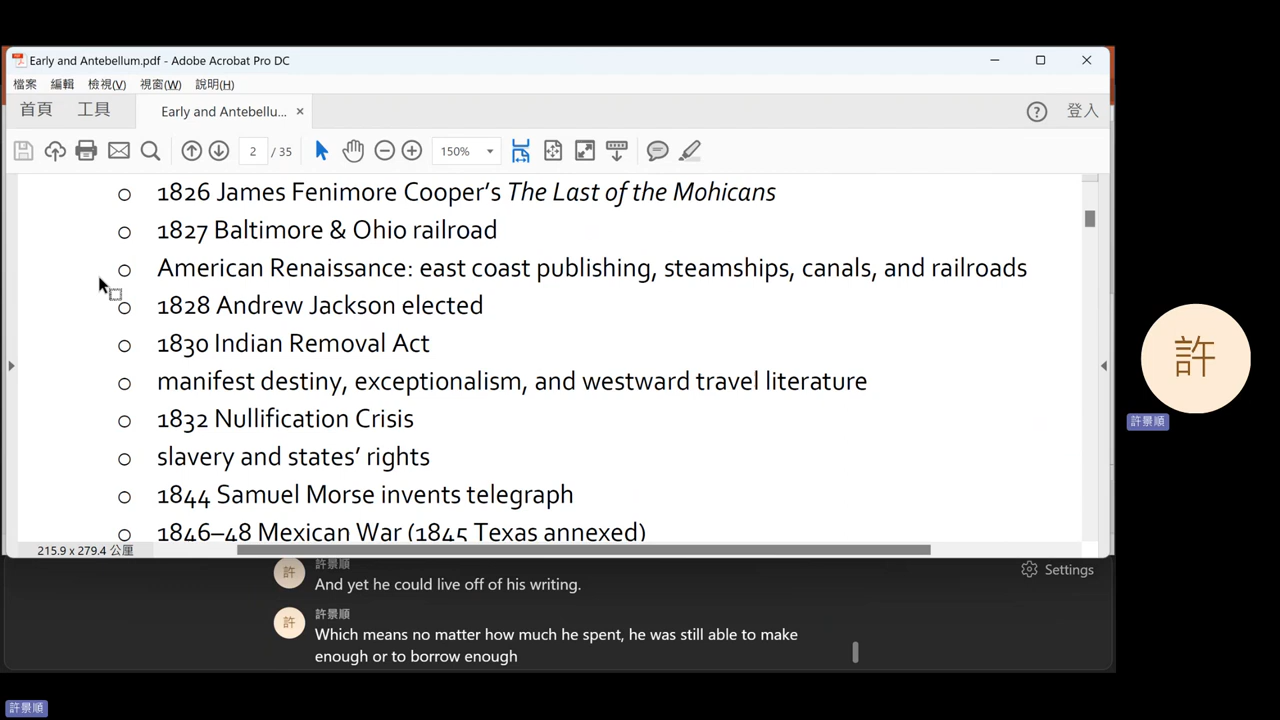 Early and Antebellum.pdf - Adobe Acrobat Pro DC
檔案 編輯 檢視(V) 視窗(W) 說明(H)
首頁 工具 Early and Antebellu... × 登入
2 / 35 150%
o 1826 James Fenimore Cooper's The Last of the Mohicans
o 1827 Baltimore & Ohio railroad
o American Renaissance: east coast publishing, steamships, canals, and railroads
o 1828 Andrew Jackson elected
o 1830 Indian Removal Act
o manifest destiny, exceptionalism, and westward travel literature
o 1832 Nullification Crisis
o slavery and states' rights
o 1844 Samuel Morse invents telegraph
o 1846–48 Mexican War (1845 Texas annexed)
215.9 x 279.4 公厘
許
許景順
許 許景順
And yet he could live off of his writing.
Settings
許 許景順
Which means no matter how much he spent, he was still able to make
enough or to borrow enough
許景順